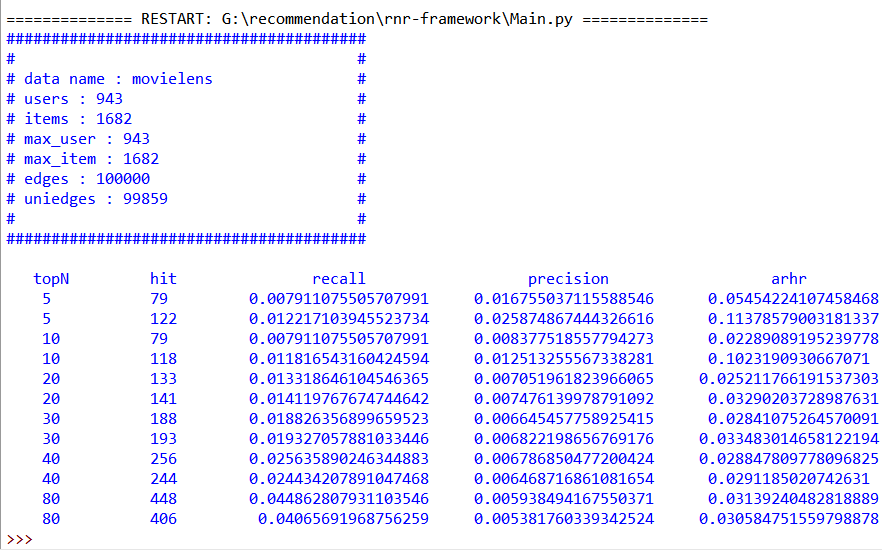 ============== RESTART: G:\recommendation\rnr-framework\Main.py ==============
########################################
#                                      #
# data name : movielens                #
# users : 943                          #
# items : 1682                         #
# max_user : 943                       #
# max_item : 1682                      #
# edges : 100000                       #
# uniedges : 99859                     #
#                                      #
########################################
topN hit recall precision arhr
5 79 0.007911075505707991 0.016755037115588546 0.05454224107458468
5 122 0.012217103945523734 0.025874867444326616 0.11378579003181337
10 79 0.007911075505707991 0.008377518557794273 0.02289089195239778
10 118 0.011816543160424594 0.012513255567338281 0.1023190930667071
20 133 0.013318646104546365 0.007051961823966065 0.025211766191537303
20 141 0.014119767674744642 0.007476139978791092 0.03290203728987631
30 188 0.018826356899659523 0.006645457758925415 0.02841075264570091
30 193 0.019327057881033446 0.006822198656769176 0.033483014658122194
40 256 0.025635890246344883 0.006786850477200424 0.028847809778096825
40 244 0.024434207891047468 0.006468716861081654 0.0291185020742631
80 448 0.044862807931103546 0.005938494167550371 0.03139240482818889
80 406 0.04065691968756259 0.005381760339342524 0.030584751559798878
>>>